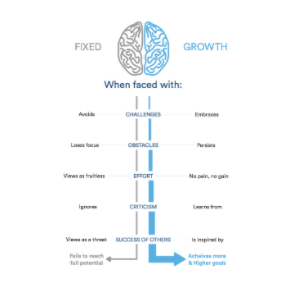 FIXED GROWTH
When faced with:
Avoids CHALLENGES Embraces
Loses focus OBSTACLES Persists
Views as fruitless EFFORT No pain, no gain
Ignores CRITICISM Learns from
Views as a threat SUCCESS OF OTHERS Is inspired by
Fails to reach
full potential
Acheives more
& Higher goals